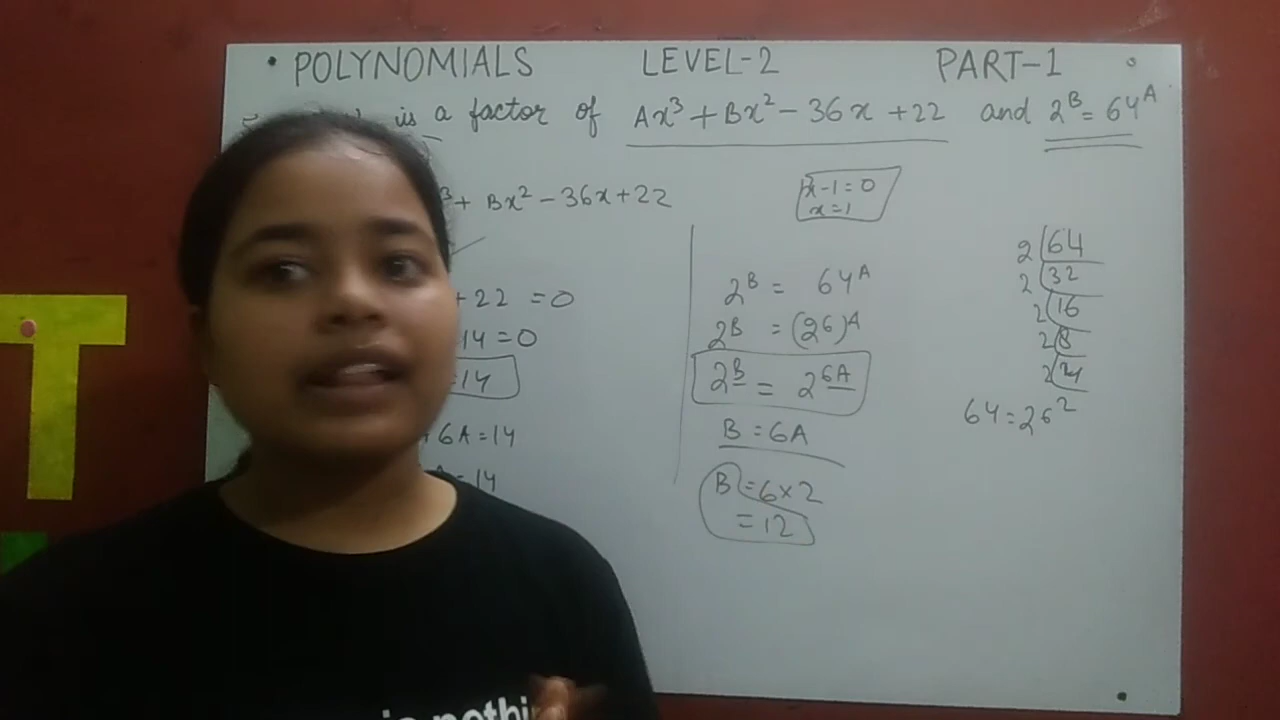 • POLYNOMIALS LEVEL-2 PART-1
is a factor of Ax³ + Bx² - 36x + 22 and 2ᴮ = 64ᴬ
³ + Bx² - 36x + 22
x - 1 = 0
x = 1
+ 22 = 0
14 = 0
= 14
+ 6A = 14
= 14
2ᴮ = 64ᴬ
2ᴮ = (2⁶)ᴬ
2ᴮ = 2⁶ᴬ
B = 6A
B = 6 × 2
= 12
2 64
2 32
2 16
2 8
2 4
2
64 = 2⁶
T
nothi